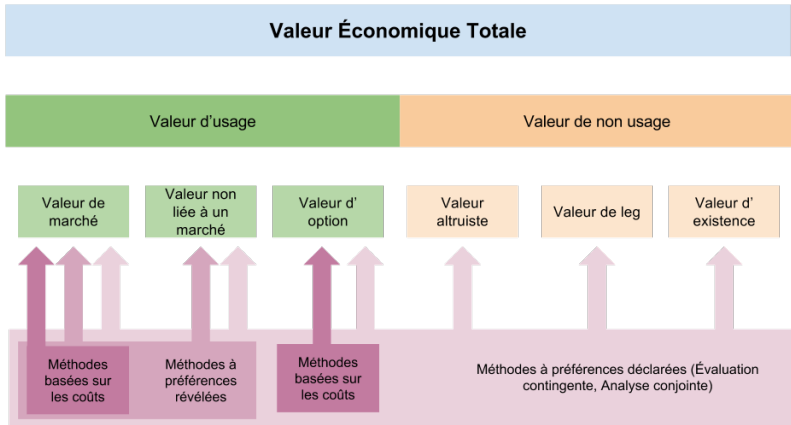 Valeur Économique Totale
Valeur d'usage
Valeur de non usage
Valeur de
marché
Valeur non
liée à un
marché
Valeur d'
option
Valeur
altruiste
Valeur de leg
Valeur d'
existence
Méthodes
basées sur
les coûts
Méthodes à
préférences
révélées
Méthodes
basées sur
les coûts
Méthodes à préférences déclarées (Évaluation
contingente, Analyse conjointe)